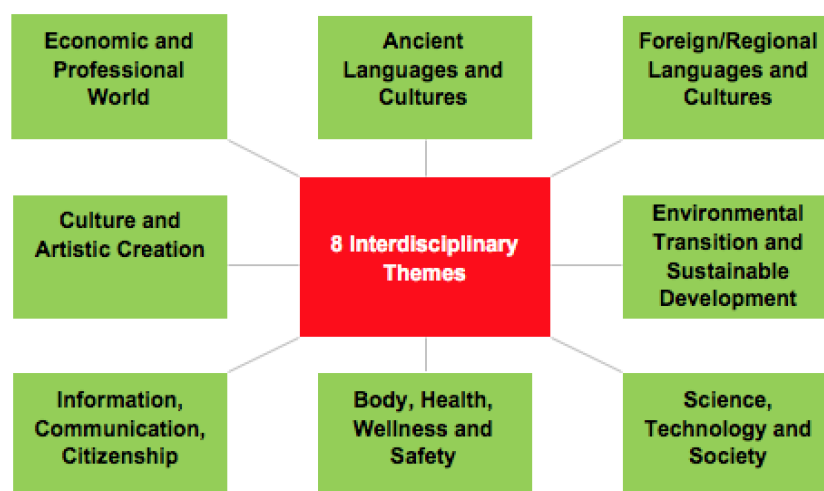 Economic and
Professional
World
Ancient
Languages and
Cultures
Foreign/Regional
Languages and
Cultures
Culture and
Artistic Creation
8 Interdisciplinary
Themes
Environmental
Transition and
Sustainable
Development
Information,
Communication,
Citizenship
Body, Health,
Wellness and
Safety
Science,
Technology and
Society